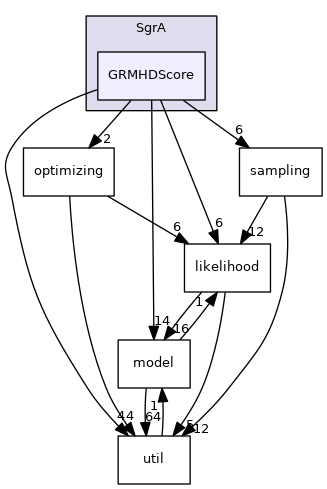 SgrA
GRMHDScore
2
6
optimizing
sampling
6
6
12
likelihood
1
14
16
model
1
64
44
5
12
util